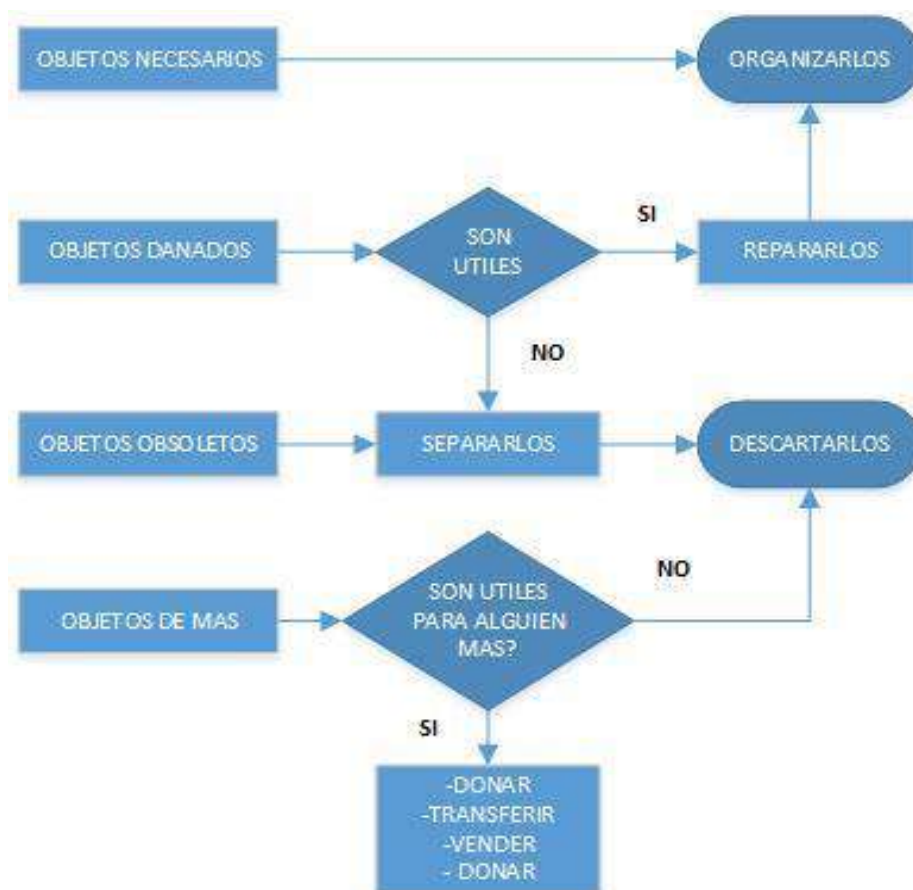 OBJETOS NECESARIOS
ORGANIZARLOS
OBJETOS DANADOS
SON
UTILES
SI
REPARARLOS
NO
OBJETOS OBSOLETOS
SEPARARLOS
DESCARTARLOS
OBJETOS DE MAS
SON UTILES
PARA ALGUIEN
MAS?
NO
SI
-DONAR
-TRANSFERIR
-VENDER
- DONAR